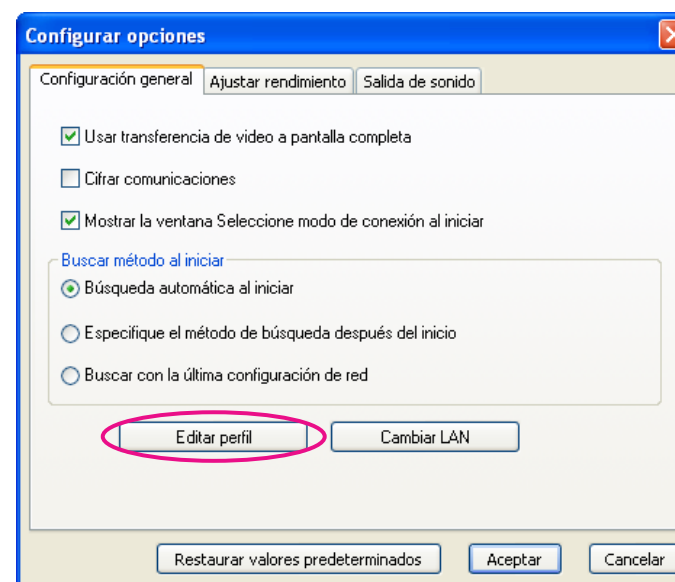 Configurar opciones
Configuración general Ajustar rendimiento Salida de sonido
Usar transferencia de video a pantalla completa
Cifrar comunicaciones
Mostrar la ventana Seleccione modo de conexión al iniciar
Buscar método al iniciar
Búsqueda automática al iniciar
Especifique el método de búsqueda después del inicio
Buscar con la última configuración de red
Editar perfil Cambiar LAN
Restaurar valores predeterminados Aceptar Cancelar